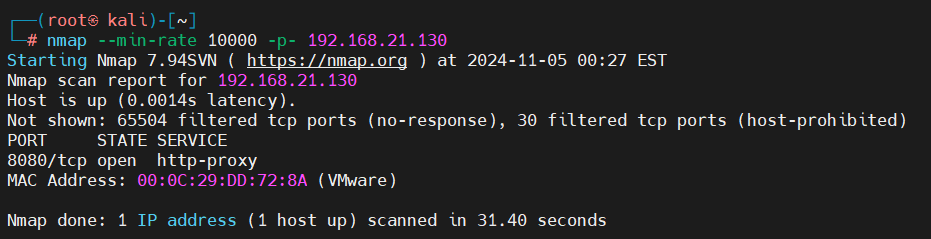 ┌──(root㉿ kali)-[~]
└─# nmap --min-rate 10000 -p- 192.168.21.130
Starting Nmap 7.94SVN ( https://nmap.org ) at 2024-11-05 00:27 EST
Nmap scan report for 192.168.21.130
Host is up (0.0014s latency).
Not shown: 65504 filtered tcp ports (no-response), 30 filtered tcp ports (host-prohibited)
PORT     STATE SERVICE
8080/tcp open  http-proxy
MAC Address: 00:0C:29:DD:72:8A (VMware)
Nmap done: 1 IP address (1 host up) scanned in 31.40 seconds